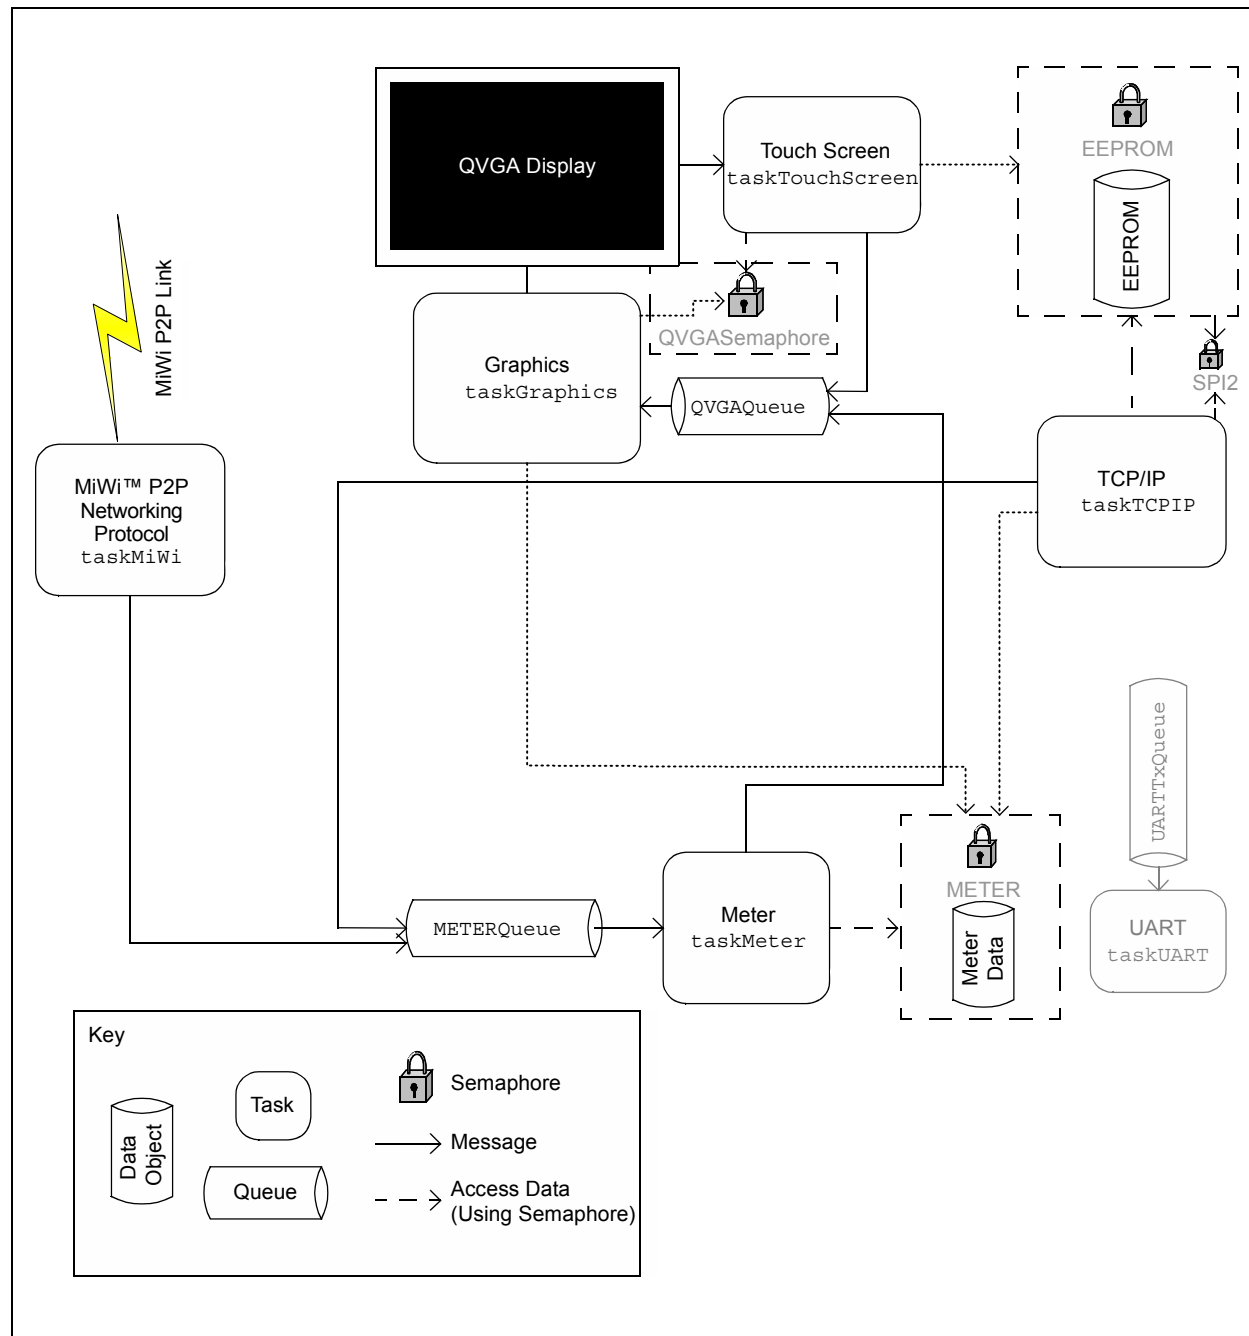 QVGA Display
Touch Screen
taskTouchScreen
EEPROM
EEPROM
MiWi P2P Link
QVGASemaphore
Graphics
taskGraphics
QVGAQueue
SPI2
MiWi™ P2P
Networking
Protocol
taskMiWi
TCP/IP
taskTCPIP
UARTTxQueue
METERQueue
Meter
taskMeter
METER
Meter
Data
UART
taskUART
Key
Data
Object
Task
Queue
Semaphore
Message
Access Data
(Using Semaphore)